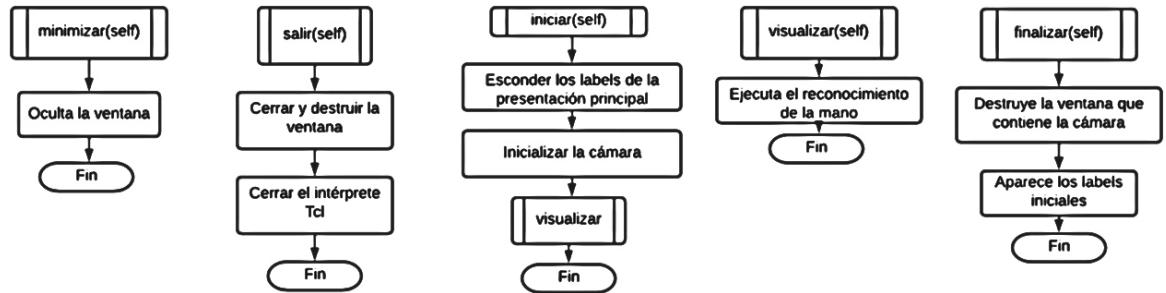 minimizar(self)
Oculta la ventana
Fin
salir(self)
Cerrar y destruir la
ventana
Cerrar el intérprete
Tcl
Fin
iniciar(self)
Esconder los labels de la
presentación principal
Inicializar la cámara
visualizar
Fin
visualizar(self)
Ejecuta el reconocimiento
de la mano
Fin
finalizar(self)
Destruye la ventana que
contiene la cámara
Aparece los labels
iniciales
Fin